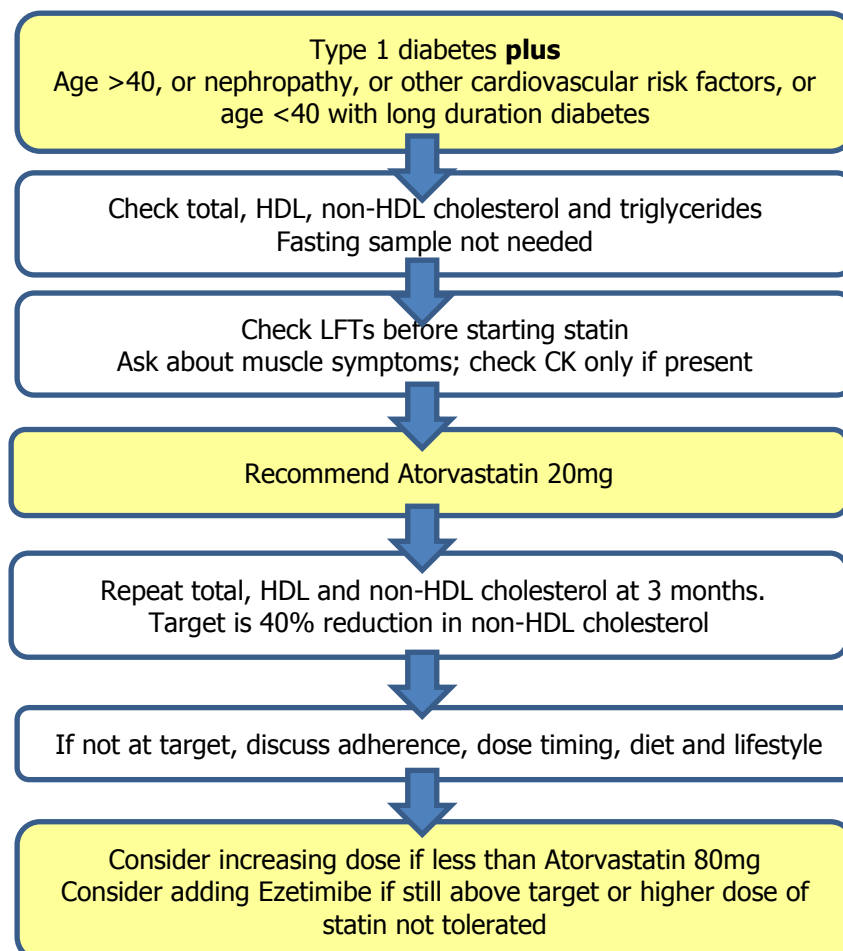 Type 1 diabetes plus
Age >40, or nephropathy, or other cardiovascular risk factors, or
age <40 with long duration diabetes
Check total, HDL, non-HDL cholesterol and triglycerides
Fasting sample not needed
Check LFTs before starting statin
Ask about muscle symptoms; check CK only if present
Recommend Atorvastatin 20mg
Repeat total, HDL and non-HDL cholesterol at 3 months.
Target is 40% reduction in non-HDL cholesterol
If not at target, discuss adherence, dose timing, diet and lifestyle
Consider increasing dose if less than Atorvastatin 80mg
Consider adding Ezetimibe if still above target or higher dose of
statin not tolerated